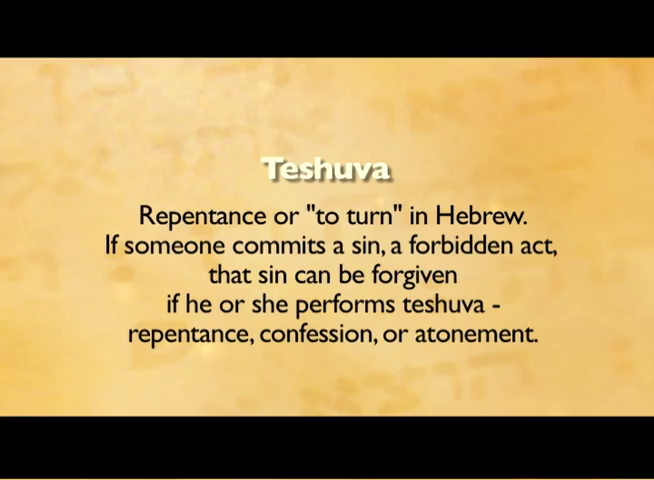 Teshuva
Repentance or "to turn" in Hebrew.
If someone commits a sin, a forbidden act,
that sin can be forgiven
if he or she performs teshuva -
repentance, confession, or atonement.